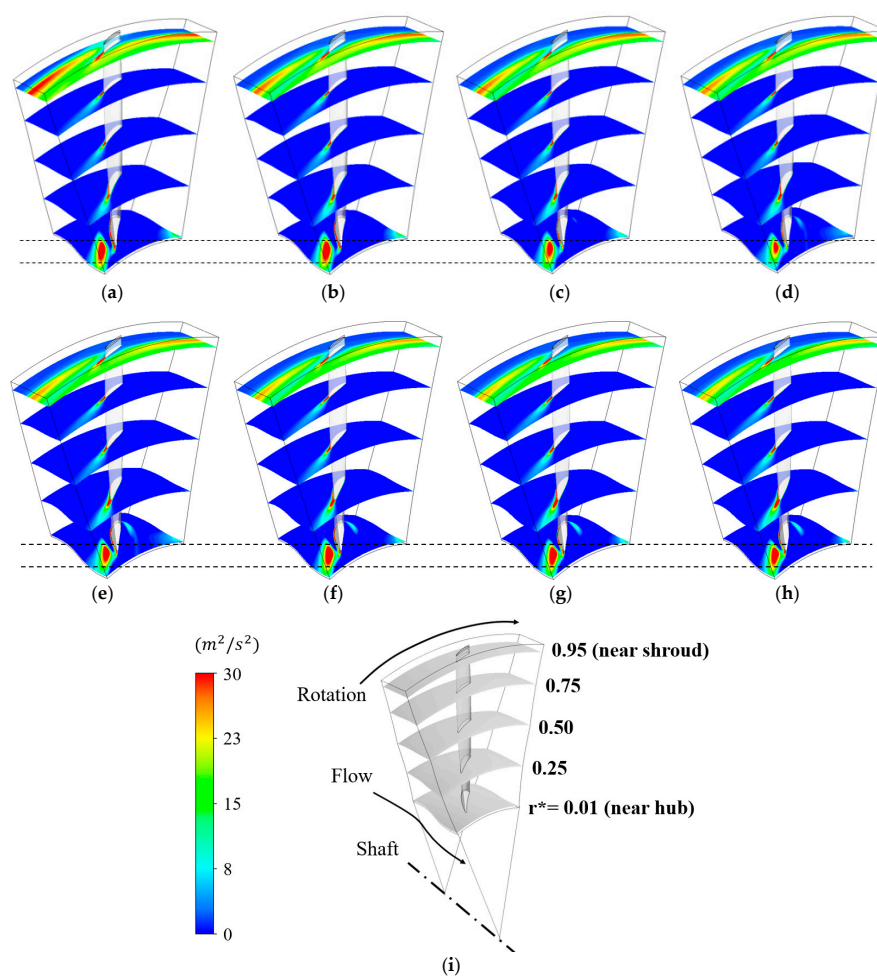 (a) (b) (c) (d)
(e) (f) (g) (h)
(m²/s²)
30
23
15
8
0
Rotation
Flow
Shaft
0.95 (near shroud)
0.75
0.50
0.25
r*= 0.01 (near hub)
(i)